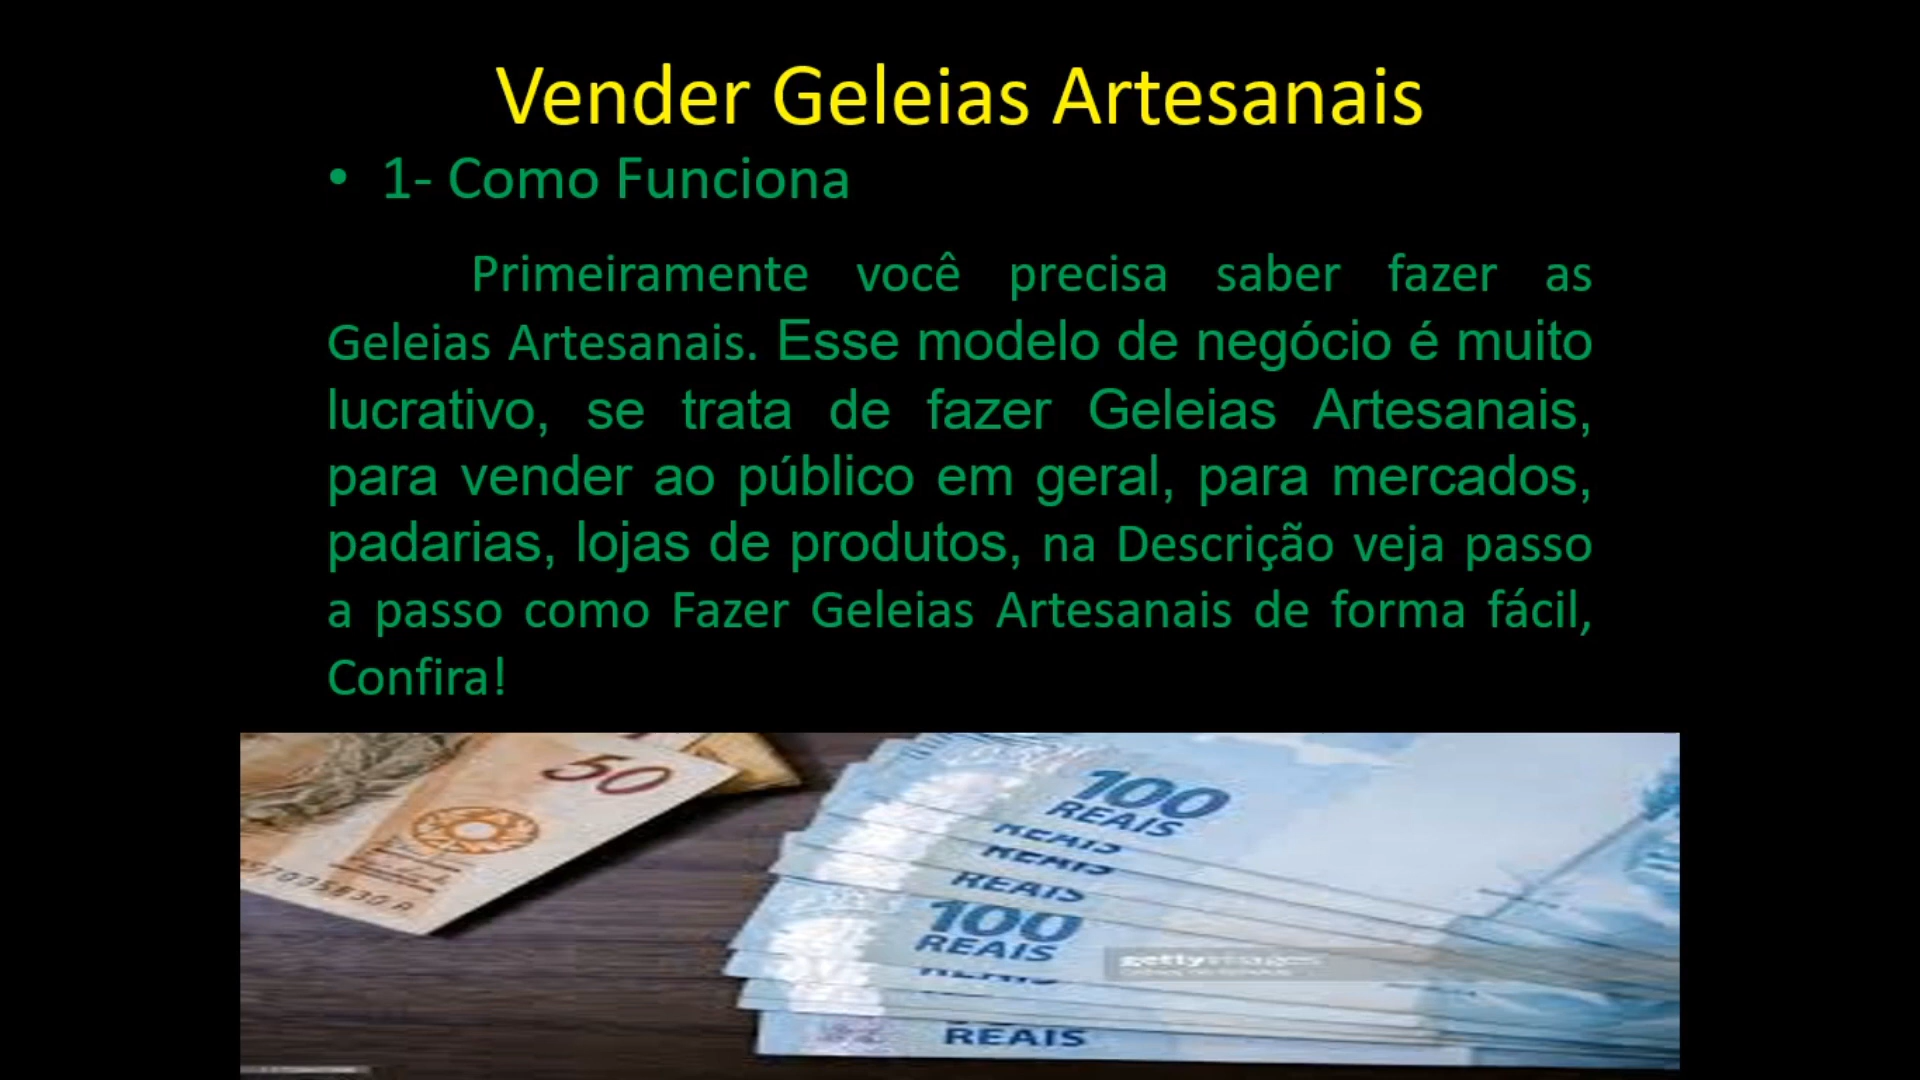 Vender Geleias Artesanais
• 1- Como Funciona
Primeiramente você precisa saber fazer as
Geleias Artesanais. Esse modelo de negócio é muito
lucrativo, se trata de fazer Geleias Artesanais,
para vender ao público em geral, para mercados,
padarias, lojas de produtos, na Descrição veja passo
a passo como Fazer Geleias Artesanais de forma fácil,
Confira!
50
100
REAIS
REAIS
REAIS
REAIS
100
REAIS
REAIS
gettyimages